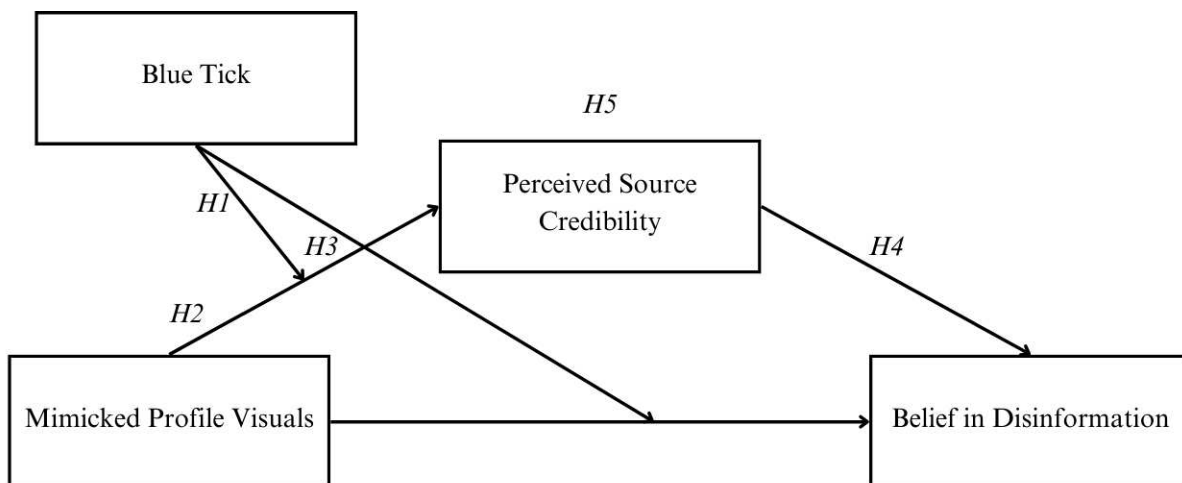 Blue Tick
H5
Perceived Source
Credibility
H1
H3
H4
H2
Mimicked Profile Visuals
Belief in Disinformation